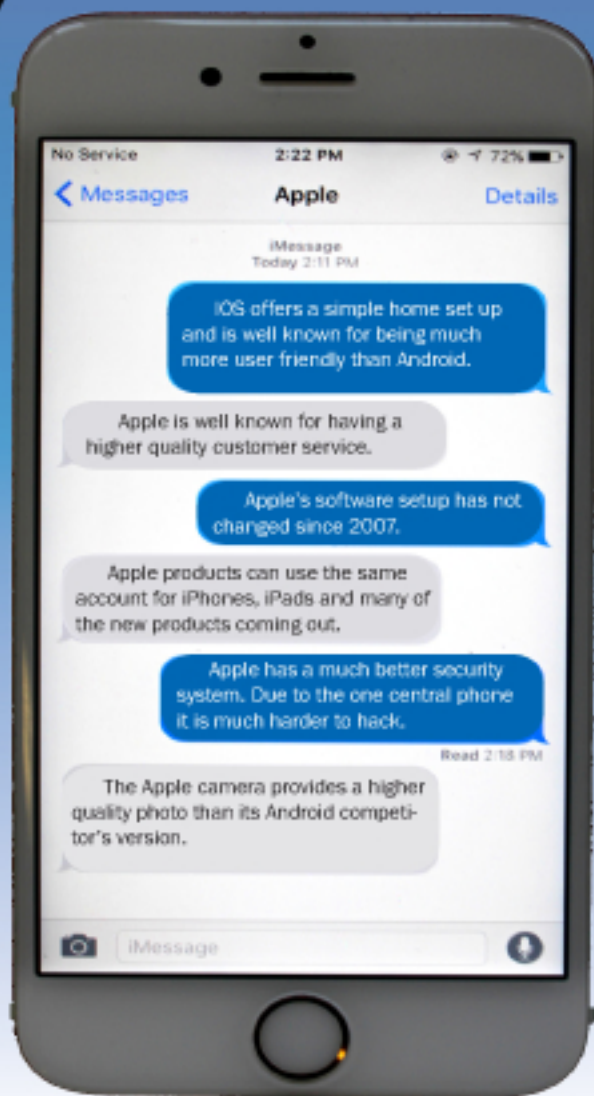 No Service 2:22 PM 72%
Messages Apple Details
iMessage
Today 2:11 PM
IOS offers a simple home set up
and is well known for being much
more user friendly than Android.
Apple is well known for having a
higher quality customer service.
Apple's software setup has not
changed since 2007.
Apple products can use the same
account for iPhones, iPads and many of
the new products coming out.
Apple has a much better security
system. Due to the one central phone
it is much harder to hack.
Read 2:18 PM
The Apple camera provides a higher
quality photo than its Android competi-
tor's version.
iMessage